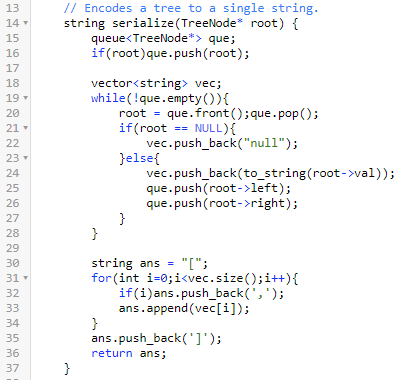 13 // Encodes a tree to a single string.
14 string serialize(TreeNode* root) {
15 queue<TreeNode*> que;
16 if(root)que.push(root);
17
18 vector<string> vec;
19 while(!que.empty()){
20 root = que.front();que.pop();
21 if(root == NULL){
22 vec.push_back("null");
23 }else{
24 vec.push_back(to_string(root->val));
25 que.push(root->left);
26 que.push(root->right);
27 }
28 }
29
30 string ans = "[";
31 for(int i=0;i<vec.size();i++){
32 if(i)ans.push_back(',');
33 ans.append(vec[i]);
34 }
35 ans.push_back(']');
36 return ans;
37 }